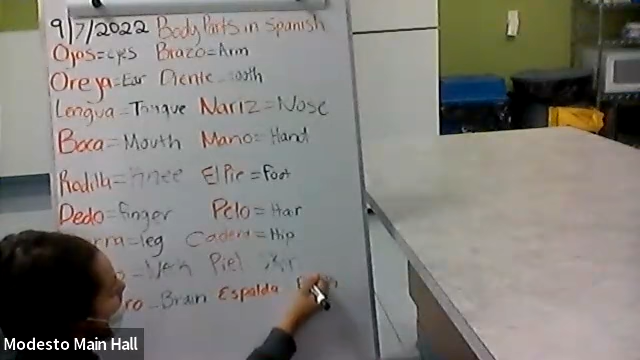 9/7/2022 Body Parts in Spanish
Ojos=eyes Brazo=Arm
Oreja=Ear Diente
Lengua=Tongue Nariz=Nose
Boca=Mouth Mano=Hand
Rodilla=Knee El Pie=Foot
Dedo=finger Pelo=Hair
=leg Cadera=Hip
Piel
Brain Espalda
Modesto Main Hall